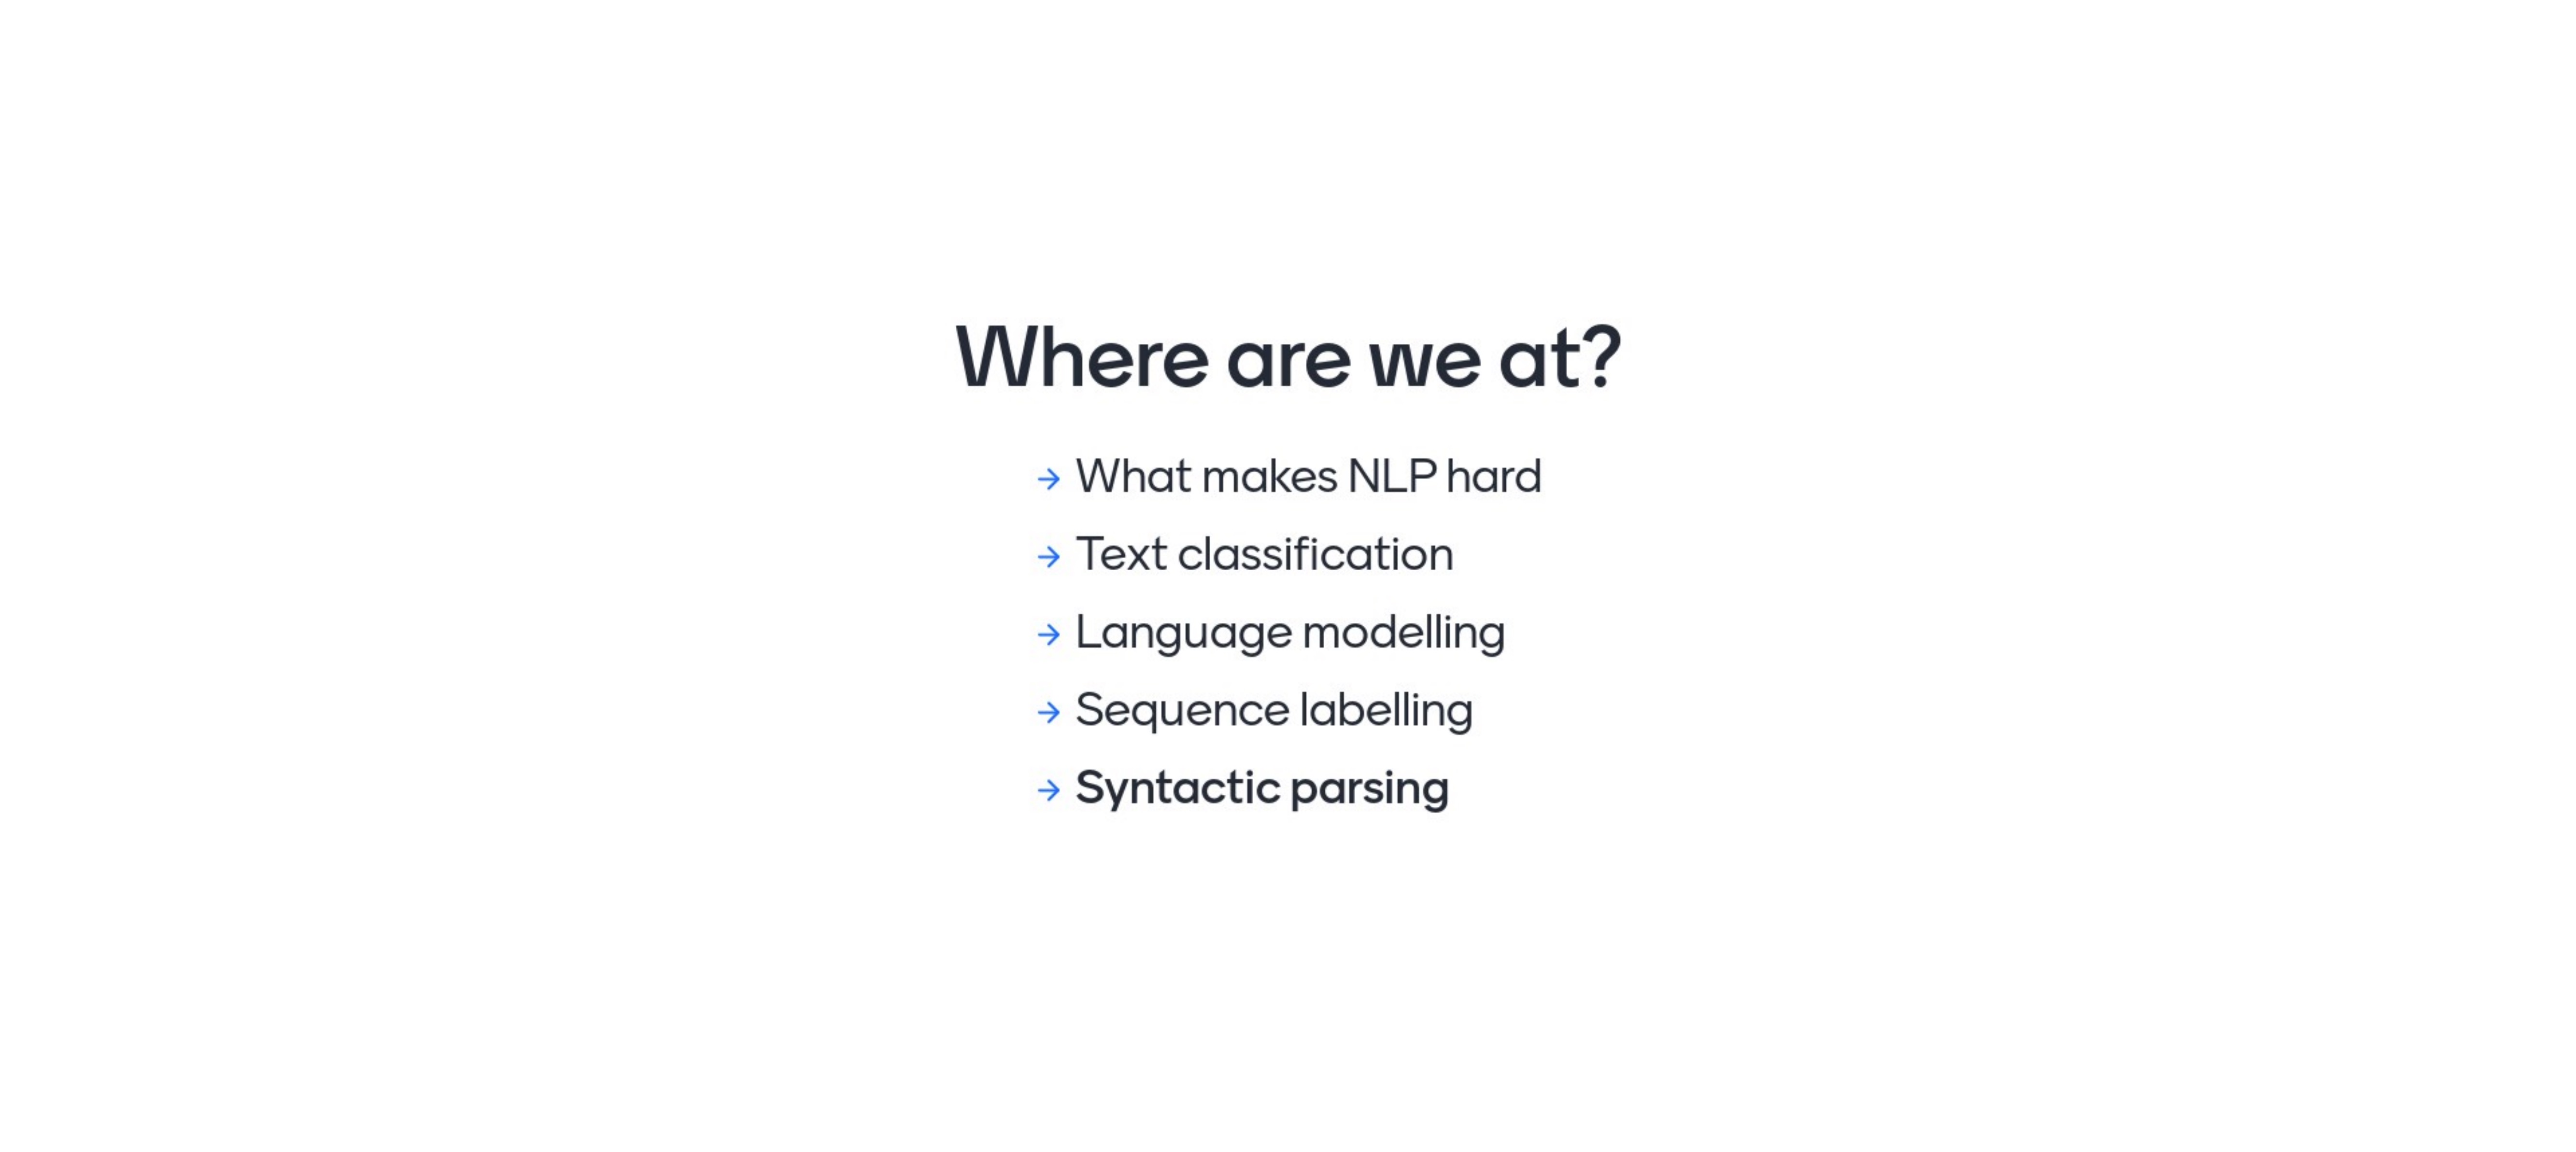 Where are we at?
→ What makes NLP hard
→ Text classification
→ Language modelling
→ Sequence labelling
→ Syntactic parsing